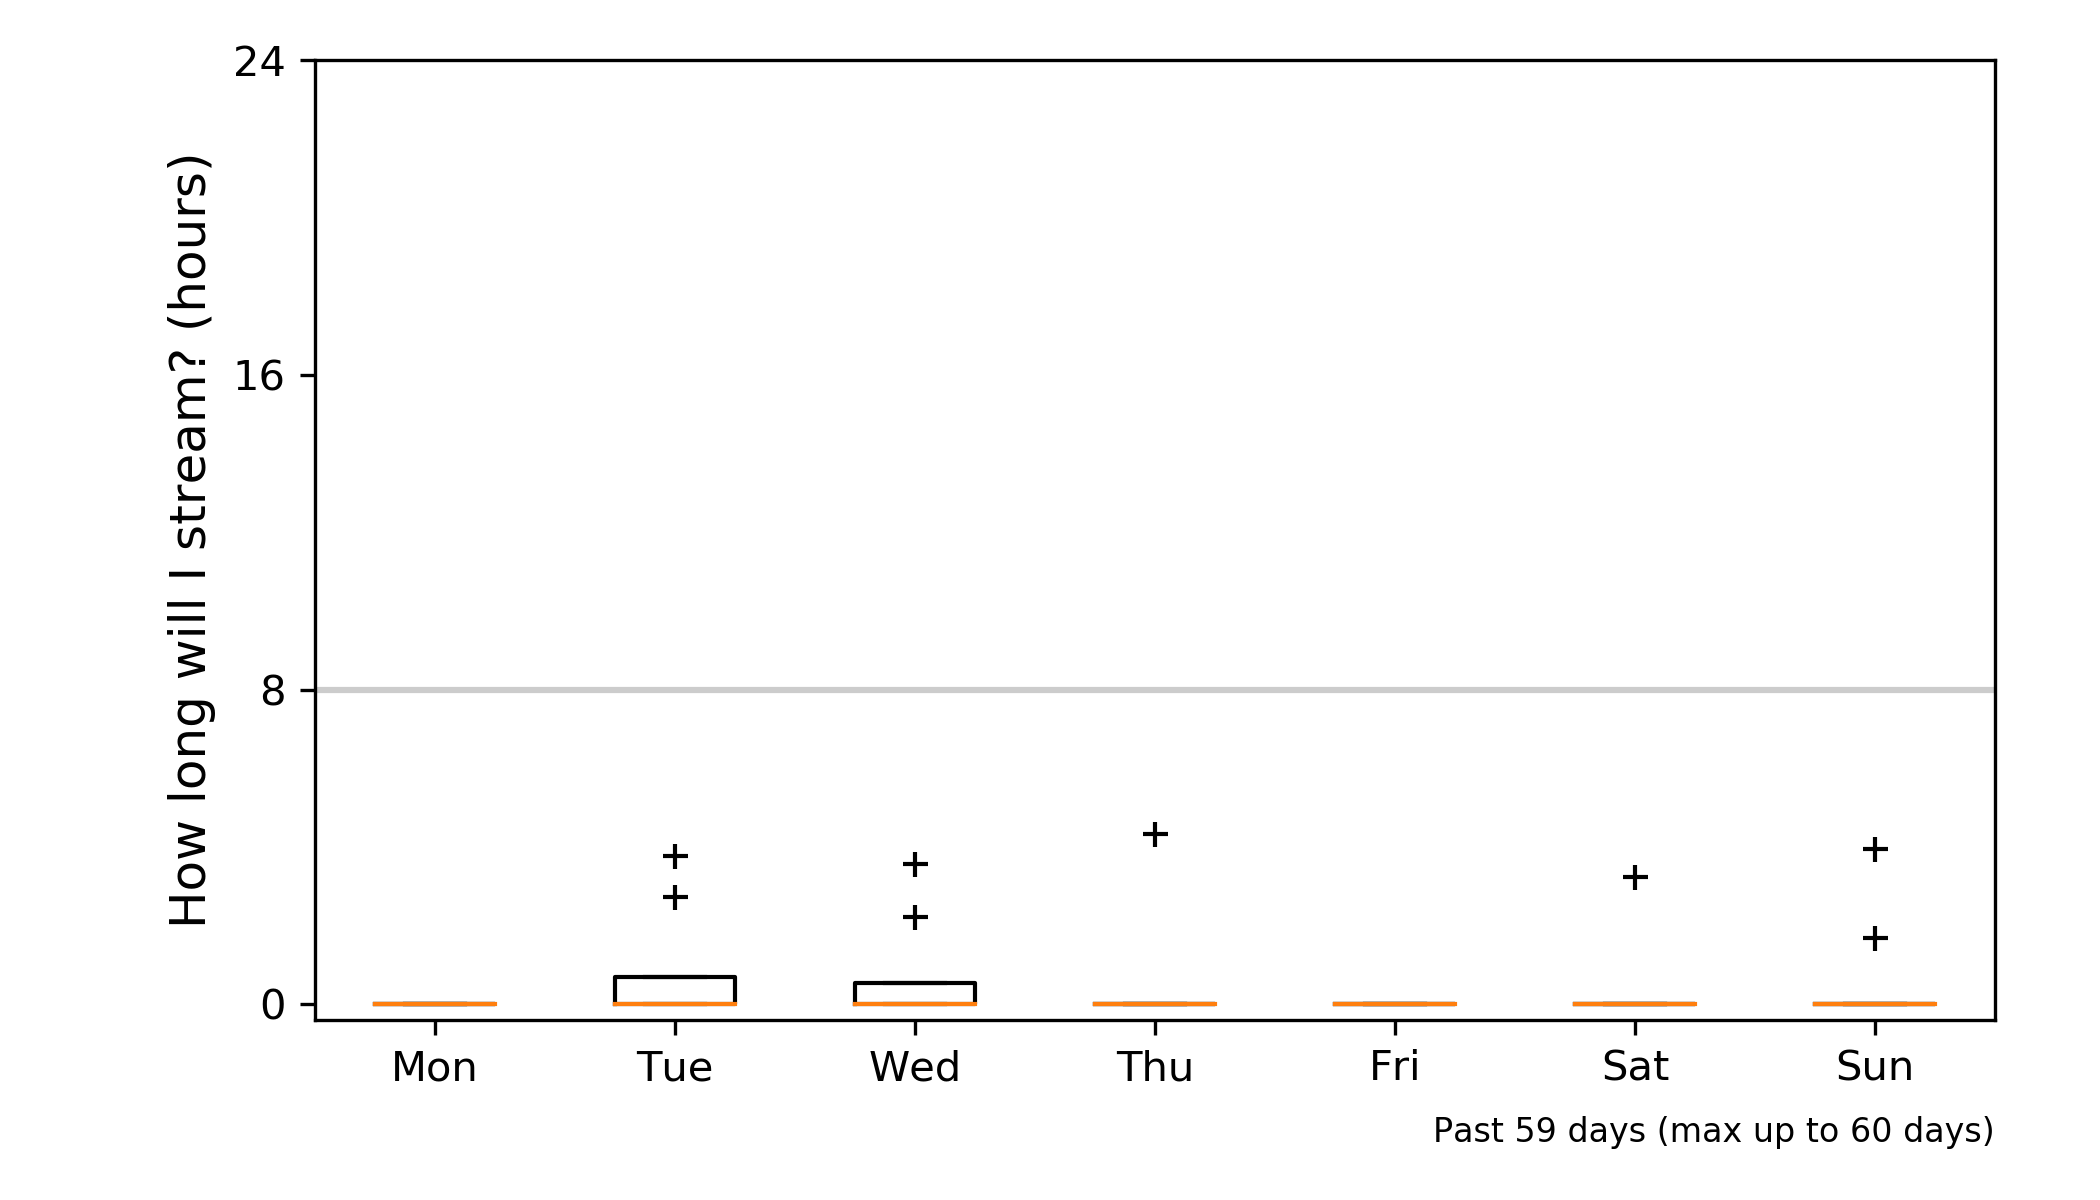 How long will I stream? (hours)
24
16
8
0
Mon Tue Wed Thu Fri Sat Sun
Past 59 days (max up to 60 days)